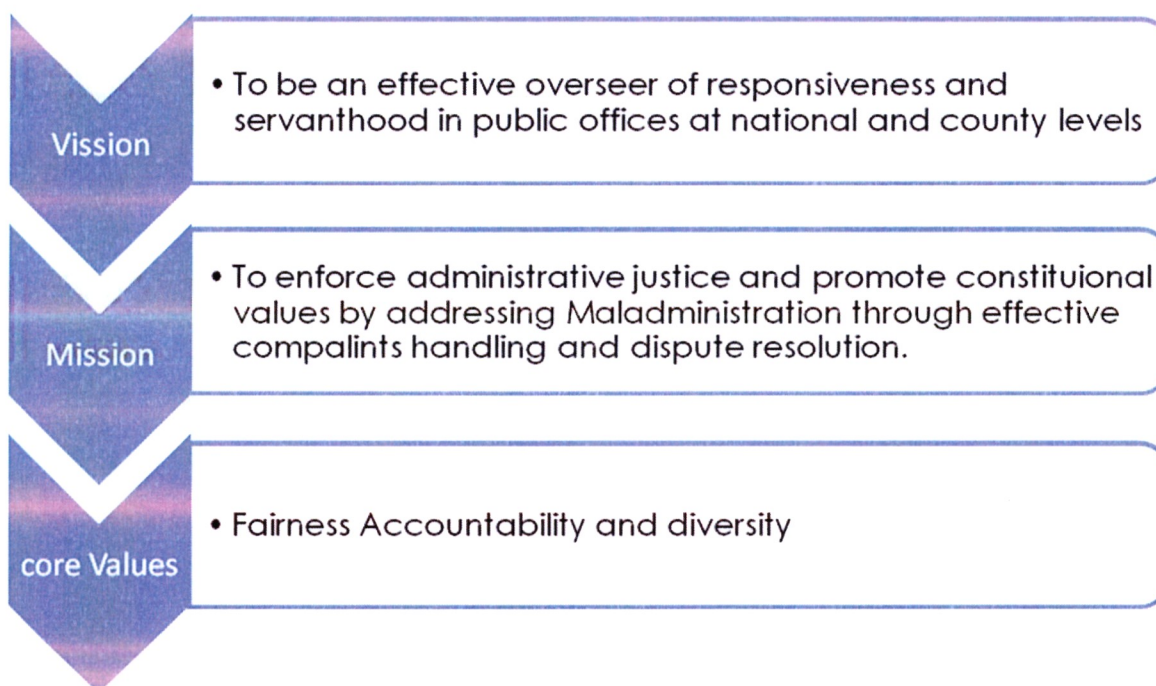 Vission
• To be an effective overseer of responsiveness and
servanthood in public offices at national and county levels
Mission
• To enforce administrative justice and promote constituional
values by addressing Maladministration through effective
compalints handling and dispute resolution.
core Values
• Fairness Accountability and diversity